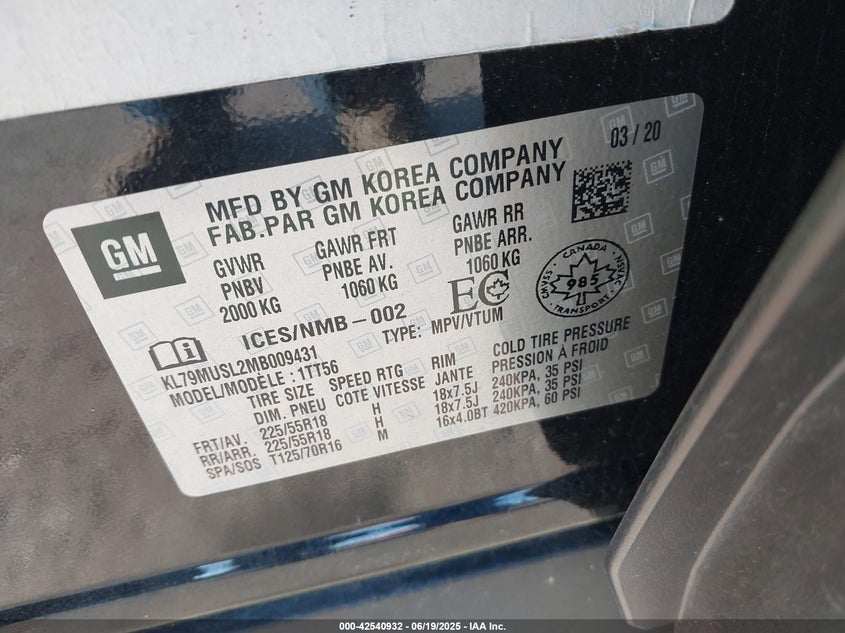 03 / 20
MFD BY GM KOREA COMPANY
FAB.PAR GM KOREA COMPANY
GM
GVWR GAWR FRT GAWR RR
PNBV PNBE AV. PNBE ARR.
2000 KG 1060 KG 1060 KG
EC
CANADA
CMVSS 985 NSVAC
TRANSPORT
ICES/NMB-002 TYPE: MPV/VTUM
KL79MUSL2MB009431
MODEL/MODÈLE : 1TT56
TIRE SIZE SPEED RTG RIM COLD TIRE PRESSURE
DIM. PNEU COTE VITESSE JANTE PRESSION À FROID
FRT/AV. 225/55R18 H 18x7.5J 240KPA, 35 PSI
RR/ARR. 225/55R18 H 18x7.5J 240KPA, 35 PSI
SPA/SOS T125/70R16 M 16x4.0BT 420KPA, 60 PSI
000-42540932 - 06/19/2025 - IAA Inc.